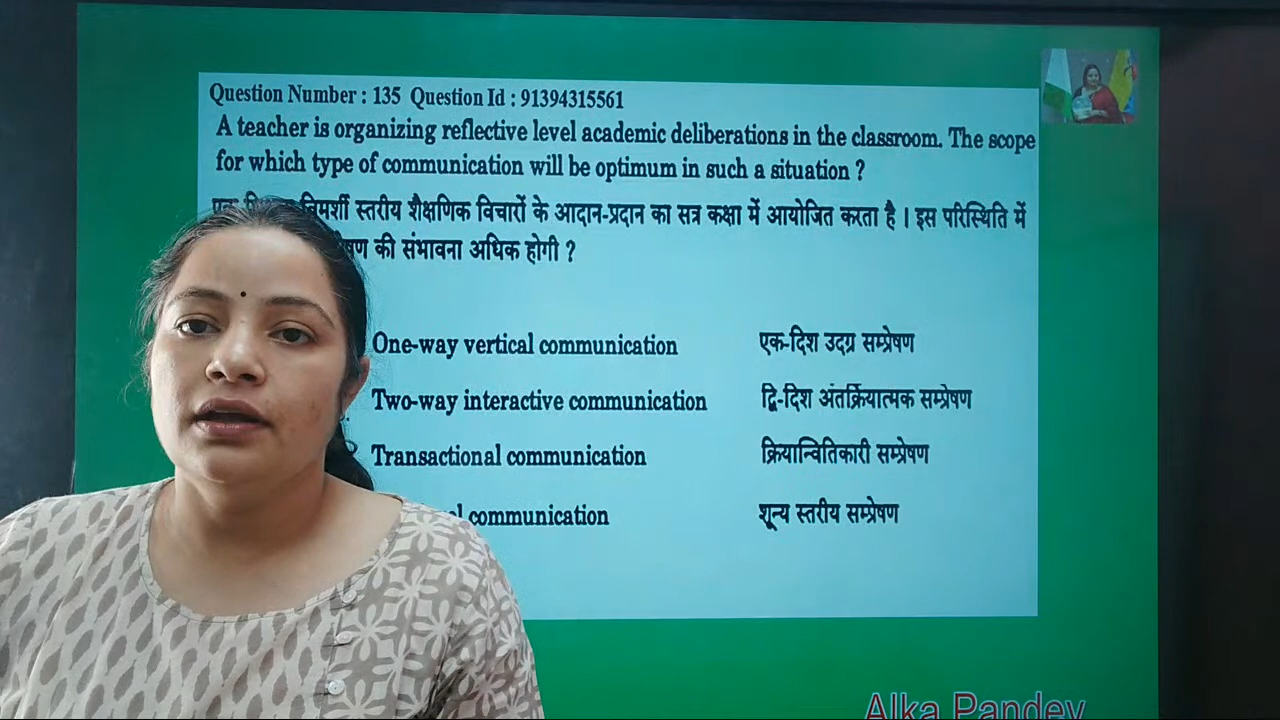 Question Number : 135 Question Id : 91394315561
A teacher is organizing reflective level academic deliberations in the classroom. The scope
for which type of communication will be optimum in such a situation ?
स्तरीय शैक्षणिक विचारों के आदान-प्रदान का सत्र कक्षा में आयोजित करता है । इस परिस्थिति में
की संभावना अधिक होगी ?
One-way vertical communication एक-दिश उदग्र सम्प्रेषण
Two-way interactive communication द्वि-दिश अंतर्क्रियात्मक सम्प्रेषण
Transactional communication क्रियान्वितिकारी सम्प्रेषण
communication शून्य स्तरीय सम्प्रेषण
Alka Pandey